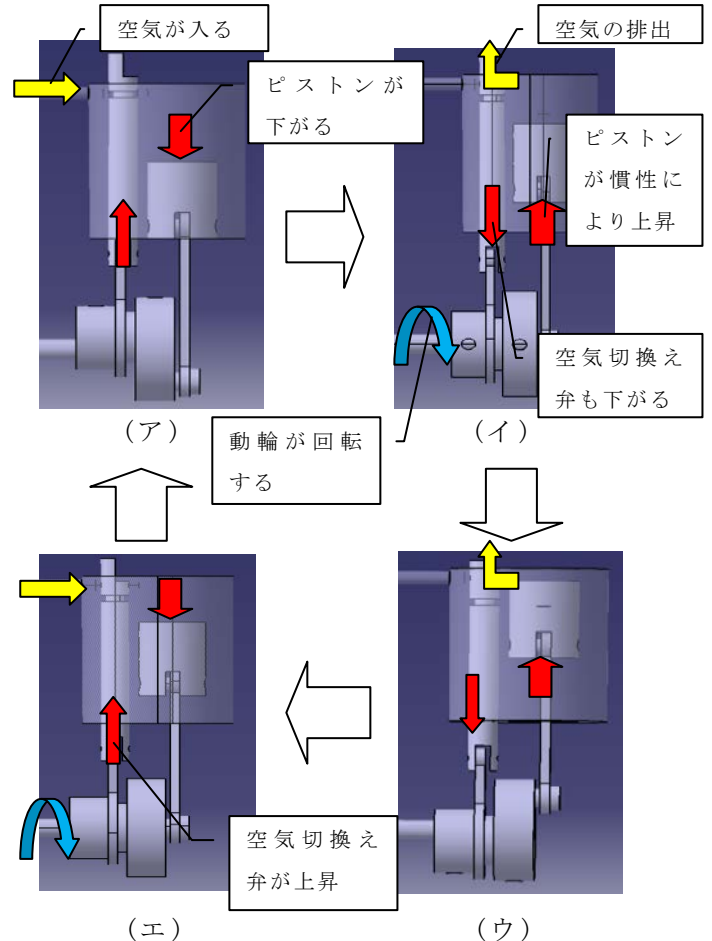 空気が入る
空気の排出
ピストンが
下がる
ピストン
が慣性に
より上昇
空気切換え
弁も下がる
(ア)
(イ)
動輪が回転
する
空気切換え
弁が上昇
(エ)
(ウ)